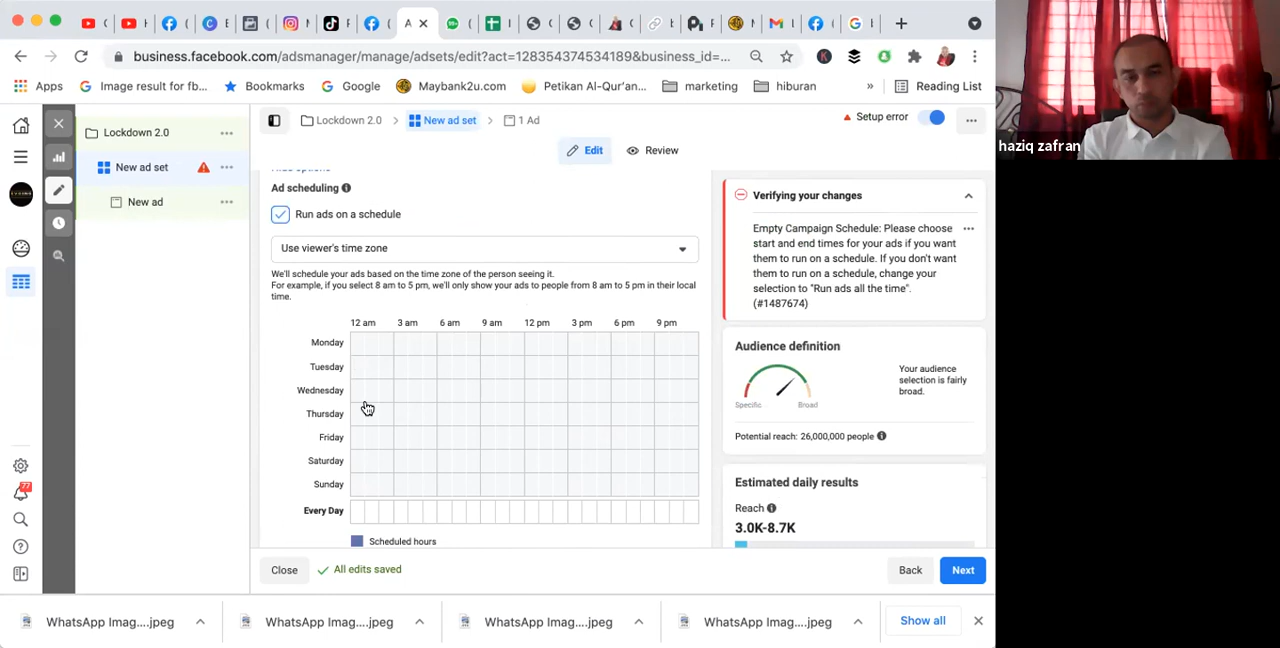 business.facebook.com/adsmanager/manage/adsets/edit?act=128354374534189&business_id=...
Apps
Image result for fb...
Bookmarks
Google
Maybank2u.com
Petikan Al-Qur'an...
marketing
hiburan
»
Reading List
haziq zafran
Lockdown 2.0
New ad set
New ad
77
Lockdown 2.0 > New ad set > 1 Ad
Setup error
Edit
Review
Ad scheduling
Run ads on a schedule
Use viewer's time zone
We'll schedule your ads based on the time zone of the person seeing it.
For example, if you select 8 am to 5 pm, we'll only show your ads to people from 8 am to 5 pm in their local
time.
12 am 3 am 6 am 9 am 12 pm 3 pm 6 pm 9 pm
Monday
Tuesday
Wednesday
Thursday
Friday
Saturday
Sunday
Every Day
Scheduled hours
Verifying your changes
Empty Campaign Schedule: Please choose
start and end times for your ads if you want
them to run on a schedule. If you don't want
them to run on a schedule, change your
selection to "Run ads all the time".
(#1487674)
Audience definition
Your audience
selection is fairly
broad.
Specific
Broad
Potential reach: 26,000,000 people
Estimated daily results
Reach
3.0K-8.7K
Close
All edits saved
Back
Next
WhatsApp Imag....jpeg
WhatsApp Imag....jpeg
WhatsApp Imag....jpeg
WhatsApp Imag....jpeg
Show all